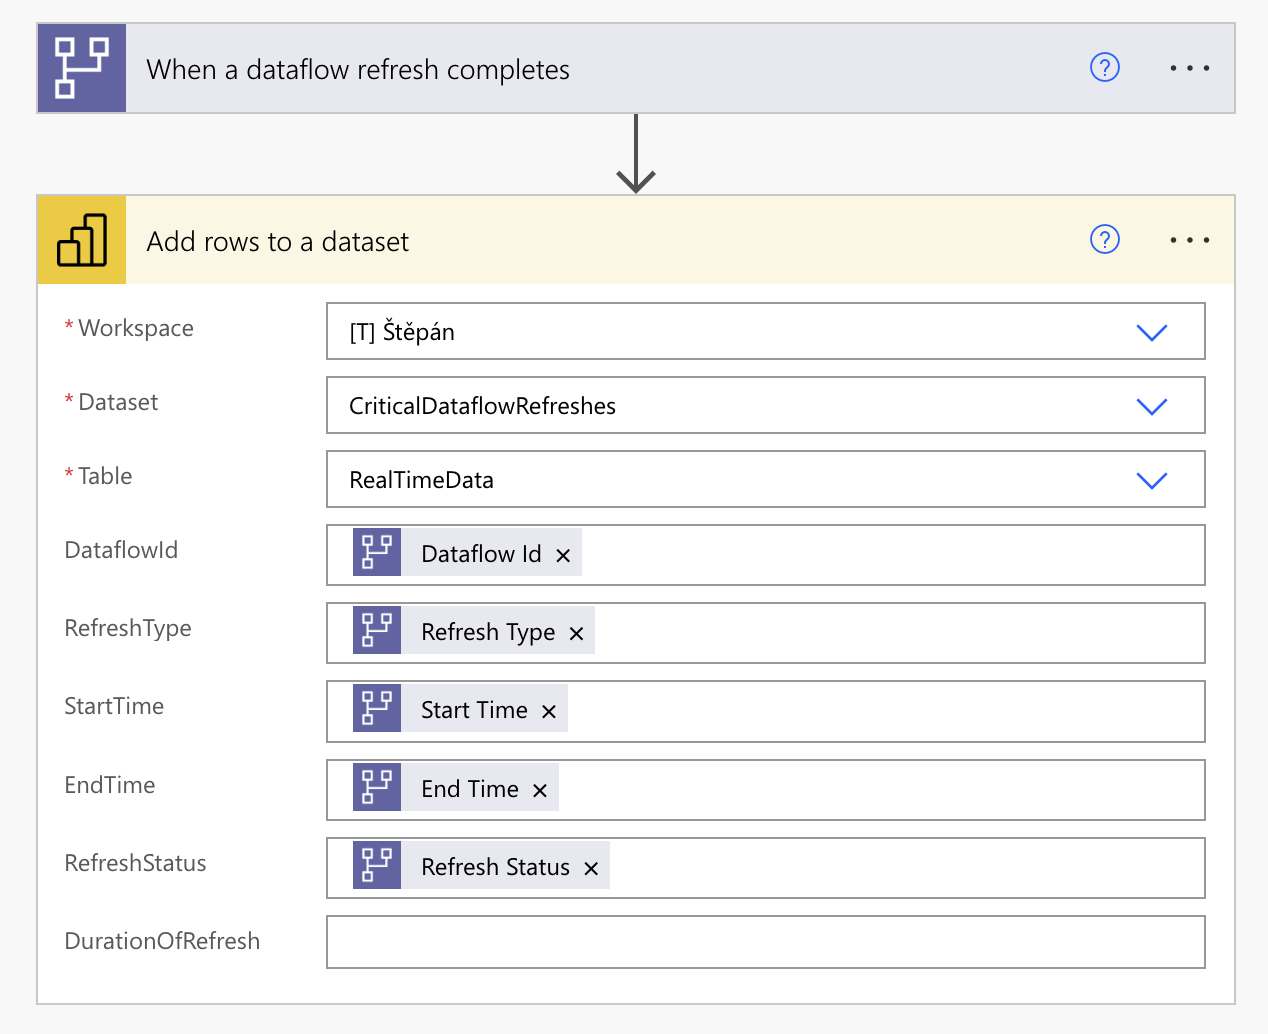 When a dataflow refresh completes
Add rows to a dataset
* Workspace
[T] Štěpán
* Dataset
CriticalDataflowRefreshes
* Table
RealTimeData
DataflowId
Dataflow Id ×
RefreshType
Refresh Type ×
StartTime
Start Time ×
EndTime
End Time ×
RefreshStatus
Refresh Status ×
DurationOfRefresh